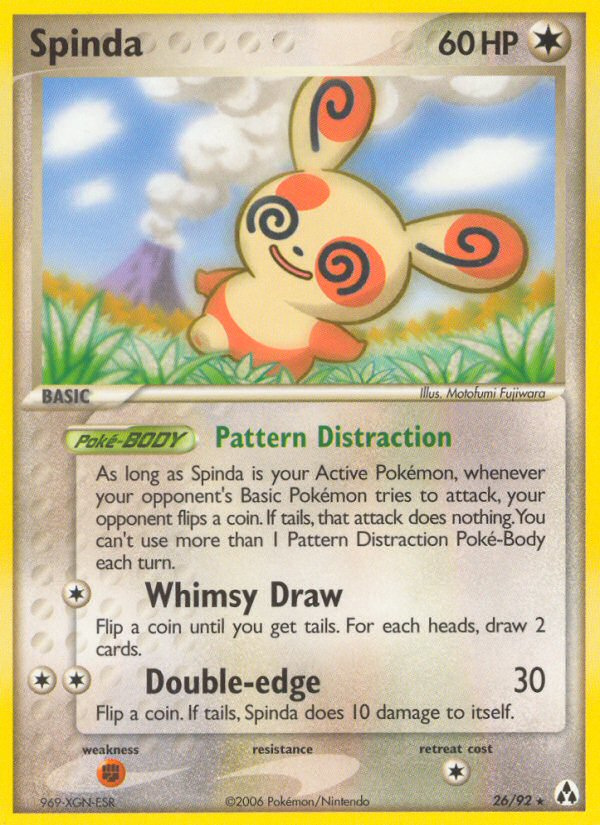 Spinda
60 HP
BASIC
Illus. Motofumi Fujiwara
Poké-BODY Pattern Distraction
As long as Spinda is your Active Pokémon, whenever
your opponent's Basic Pokémon tries to attack, your
opponent flips a coin. If tails, that attack does nothing. You
can't use more than 1 Pattern Distraction Poké-Body
each turn.
Whimsy Draw
Flip a coin until you get tails. For each heads, draw 2
cards.
Double-edge 30
Flip a coin. If tails, Spinda does 10 damage to itself.
weakness resistance retreat cost
969-XGN-ESR ©2006 Pokémon/Nintendo 26/92 ★